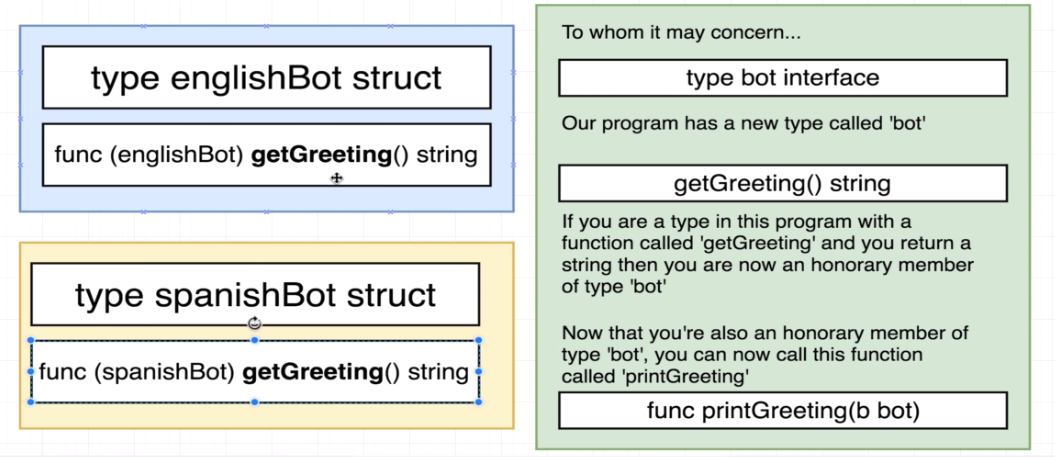 type englishBot struct
func (englishBot) getGreeting() string
type spanishBot struct
func (spanishBot) getGreeting() string
To whom it may concern...
type bot interface
Our program has a new type called 'bot'
getGreeting() string
If you are a type in this program with a
function called 'getGreeting' and you return a
string then you are now an honorary member
of type 'bot'
Now that you're also an honorary member of
type 'bot', you can now call this function
called 'printGreeting'
func printGreeting(b bot)